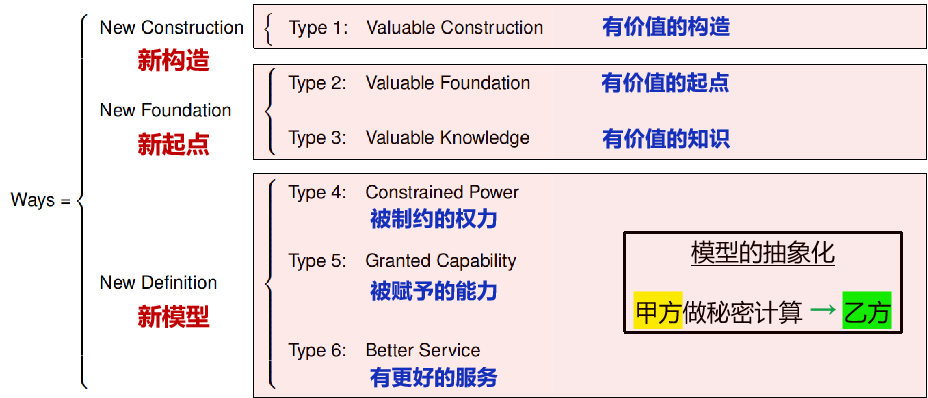 Ways =
New Construction
新构造
Type 1: Valuable Construction 有价值的构造
New Foundation
新起点
Type 2: Valuable Foundation 有价值的起点
Type 3: Valuable Knowledge 有价值的知识
New Definition
新模型
Type 4: Constrained Power
被制约的权力
Type 5: Granted Capability
被赋予的能力
Type 6: Better Service
有更好的服务
模型的抽象化
甲方做秘密计算 → 乙方